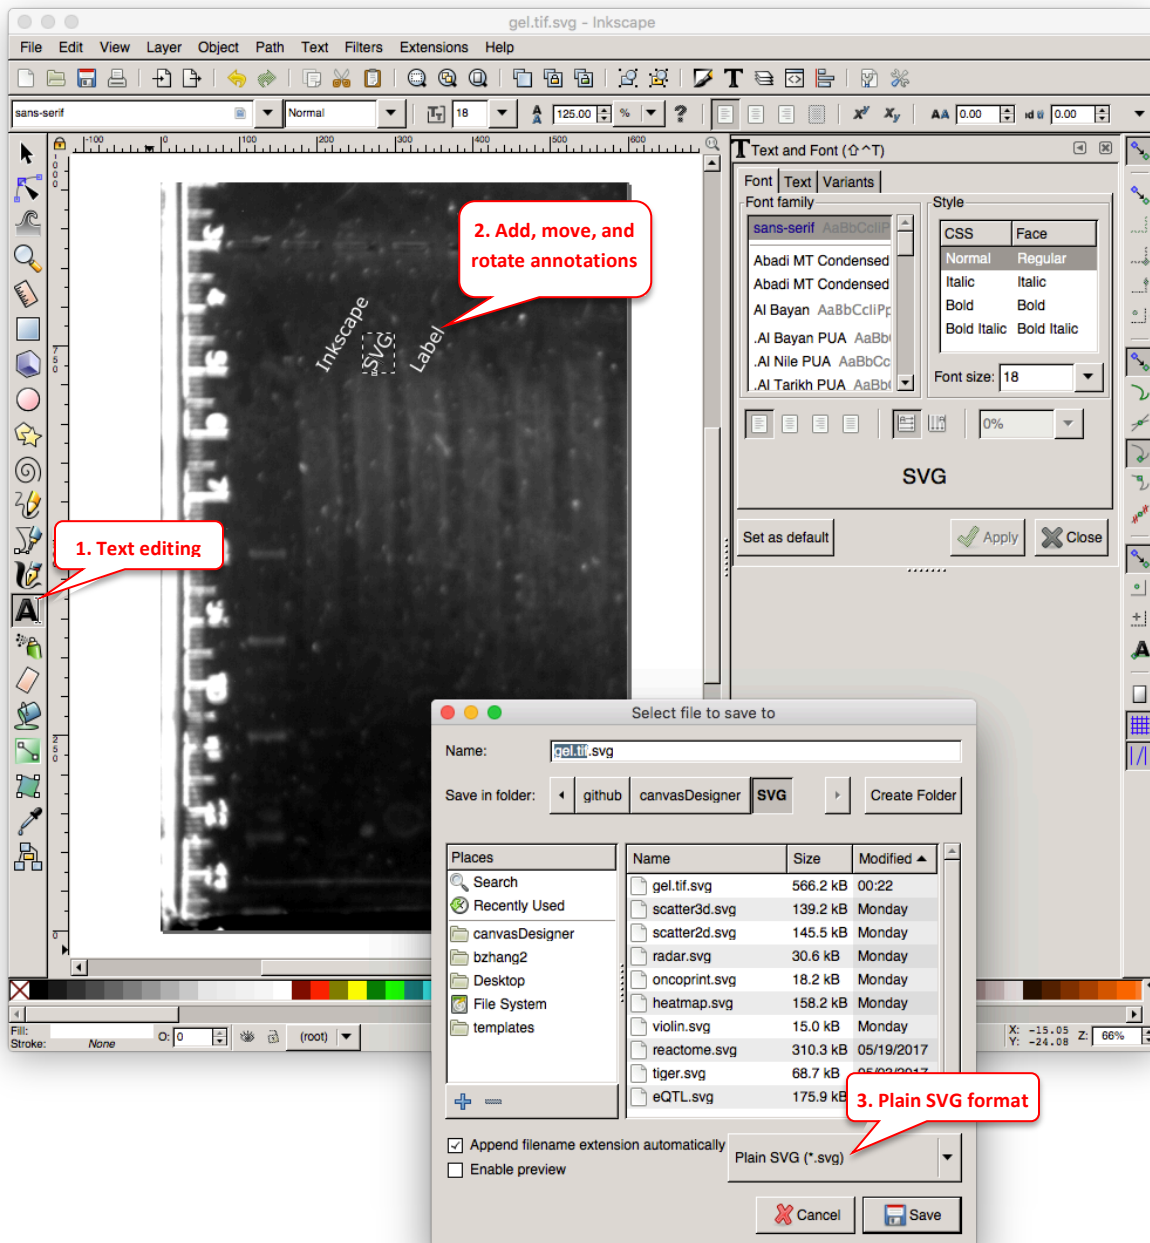 gel.tif.svg - Inkscape
File Edit View Layer Object Path Text Filters Extensions Help
sans-serif Normal 18 125.00 % ? 0.00 0.00
-100 0 100 200 300 400 500 600
Text and Font (⇧^T)
Font Text Variants
Font family Style
sans-serif AaBbCcIiP
CSS Face
Normal Regular
Abadi MT Condensed
Italic Italic
Abadi MT Condensed
Bold Bold
Al Bayan AaBbCcIiPp
Bold Italic Bold Italic
.Al Bayan PUA AaBb
.Al Nile PUA AaBbCc
.Al Tarikh PUA AaBb
Font size: 18
0%
SVG
Set as default Apply Close
2. Add, move, and
rotate annotations
Inkscape
SVG
Label
1. Text editing
Select file to save to
Name: gel.tif.svg
Save in folder: github canvasDesigner SVG Create Folder
Places
Search
Recently Used
canvasDesigner
bzhang2
Desktop
File System
templates
Name Size Modified
gel.tif.svg 566.2 kB 00:22
scatter3d.svg 139.2 kB Monday
scatter2d.svg 145.5 kB Monday
radar.svg 30.6 kB Monday
oncoprint.svg 18.2 kB Monday
heatmap.svg 158.2 kB Monday
violin.svg 15.0 kB Monday
reactome.svg 310.3 kB 05/19/2017
tiger.svg 68.7 kB
eQTL.svg 175.9 kB
3. Plain SVG format
Append filename extension automatically
Plain SVG (*.svg)
Enable preview
Cancel Save
Fill:
Stroke: None
O: 0
(root)
X: -15.05
Y: -24.08
Z: 66%